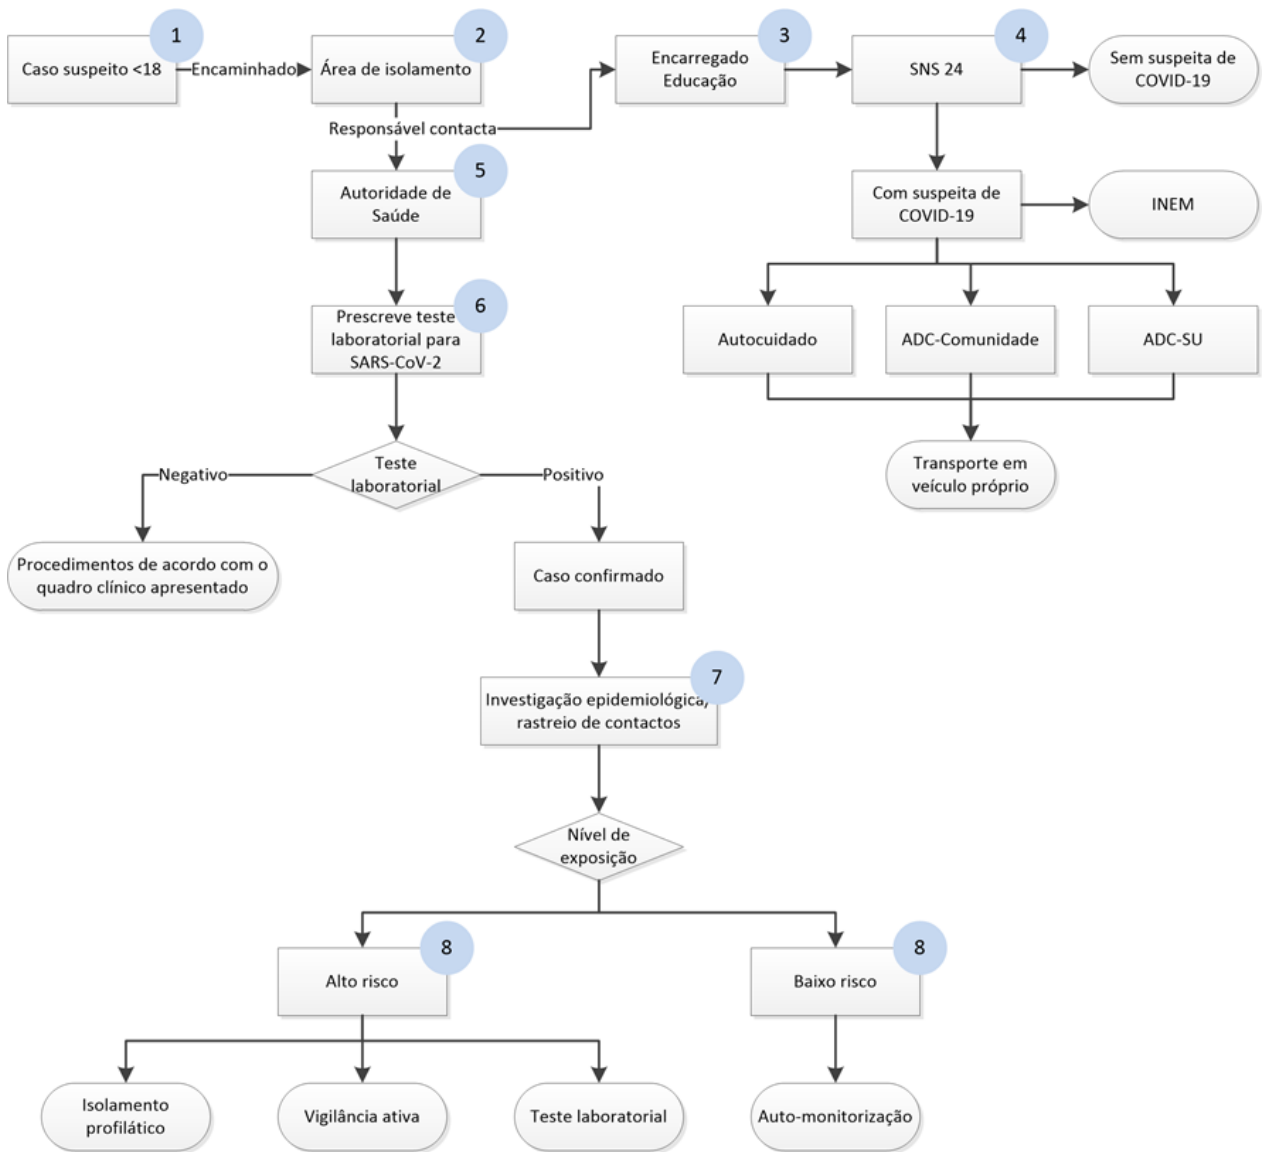 1
Caso suspeito <18
Encaminhado
2
Área de isolamento
3
Encarregado
Educação
4
SNS 24
Sem suspeita de
COVID-19
Responsável contacta
5
Autoridade de
Saúde
Com suspeita de
COVID-19
INEM
6
Prescreve teste
laboratorial para
SARS-CoV-2
Autocuidado
ADC-Comunidade
ADC-SU
Transporte em
veículo próprio
Negativo
Teste
laboratorial
Positivo
Procedimentos de acordo com o
quadro clínico apresentado
Caso confirmado
7
Investigação epidemiológica/
rastreio de contactos
Nível de
exposição
8
Alto risco
8
Baixo risco
Isolamento
profilático
Vigilância ativa
Teste laboratorial
Auto-monitorização